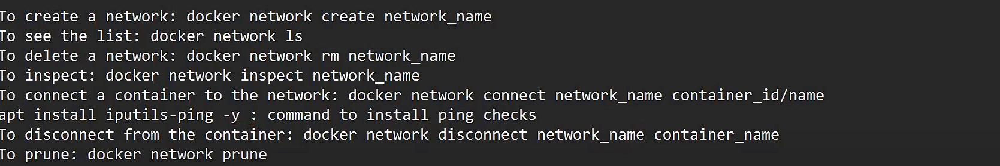 To create a network: docker network create network_name
To see the list: docker network ls
To delete a network: docker network rm network_name
To inspect: docker network inspect network_name
To connect a container to the network: docker network connect network_name container_id/name
apt install iputils-ping -y : command to install ping checks
To disconnect from the container: docker network disconnect network_name container_name
To prune: docker network prune